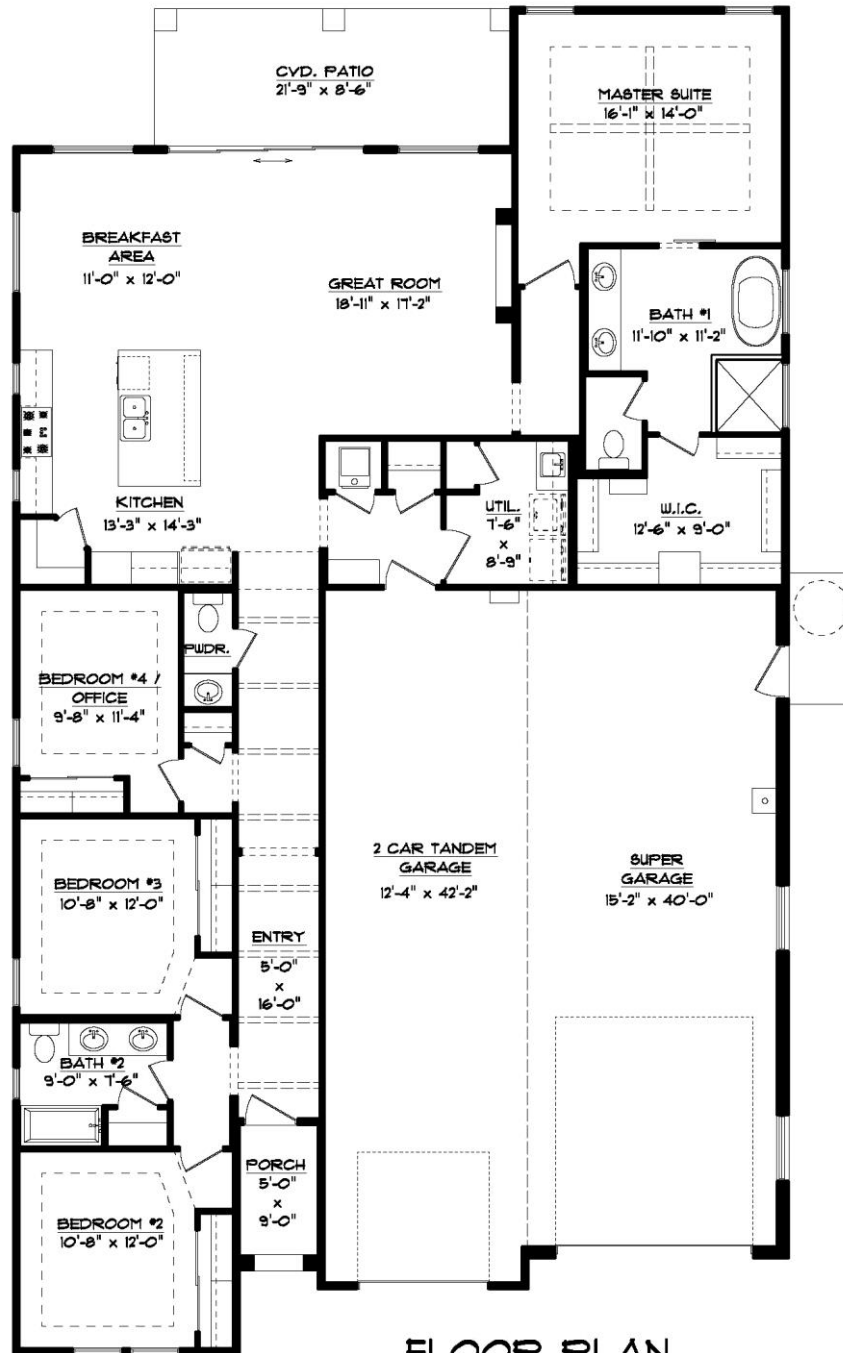 CVD. PATIO
21'-9" x 8'-6"
MASTER SUITE
16'-1" x 14'-0"
BREAKFAST
AREA
11'-0" x 12'-0"
GREAT ROOM
18'-11" x 17'-2"
BATH #1
11'-10" x 11'-2"
KITCHEN
13'-3" x 14'-3"
UTIL.
7'-6"
x
8'-9"
W.I.C.
12'-6" x 9'-0"
PWDR.
BEDROOM #4 /
OFFICE
9'-8" x 11'-4"
2 CAR TANDEM
GARAGE
12'-4" x 42'-2"
SUPER
GARAGE
15'-2" x 40'-0"
BEDROOM #3
10'-8" x 12'-0"
ENTRY
5'-0"
x
16'-0"
BATH #2
9'-0" x 7'-6"
PORCH
5'-0"
x
9'-0"
BEDROOM #2
10'-8" x 12'-0"
FLOOR PLAN